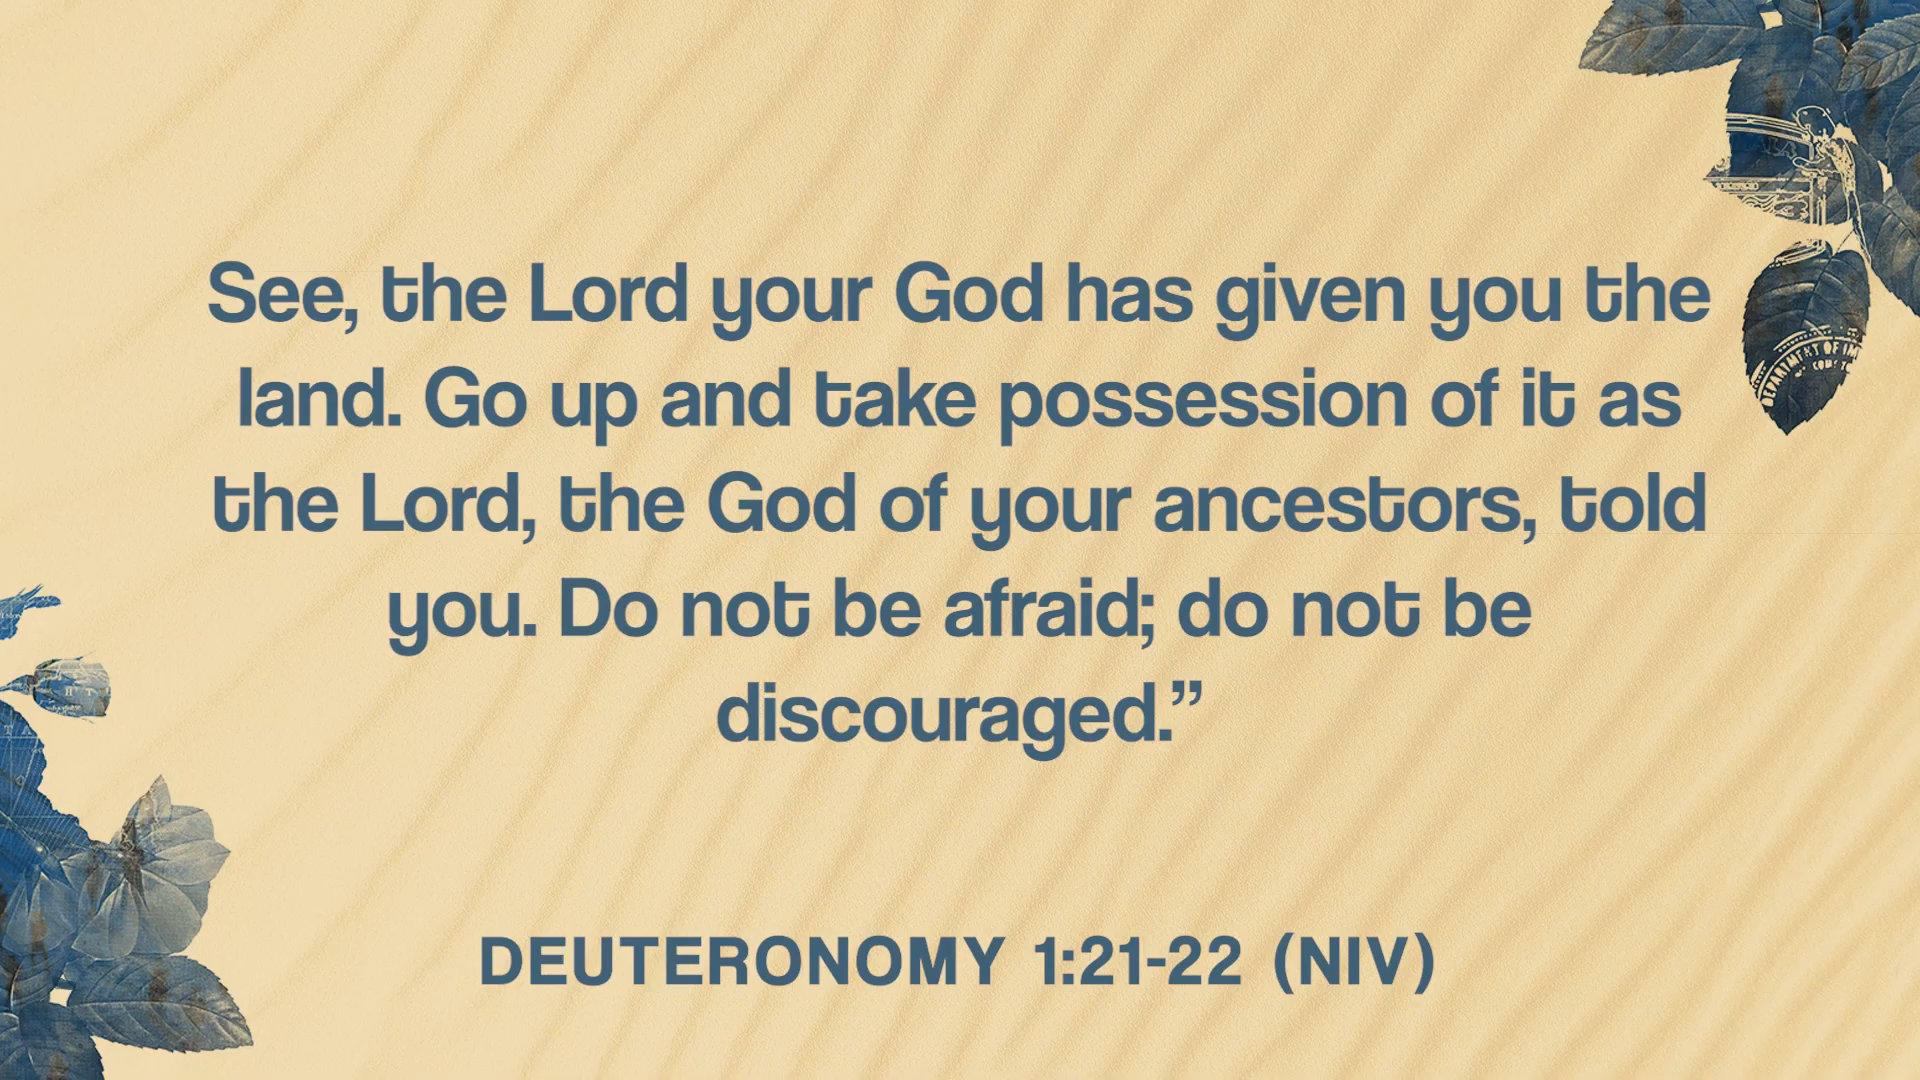 See, the Lord your God has given you the
land. Go up and take possession of it as
the Lord, the God of your ancestors, told
you. Do not be afraid; do not be
discouraged.”
DEUTERONOMY 1:21-22 (NIV)
DEPARTMENT OF